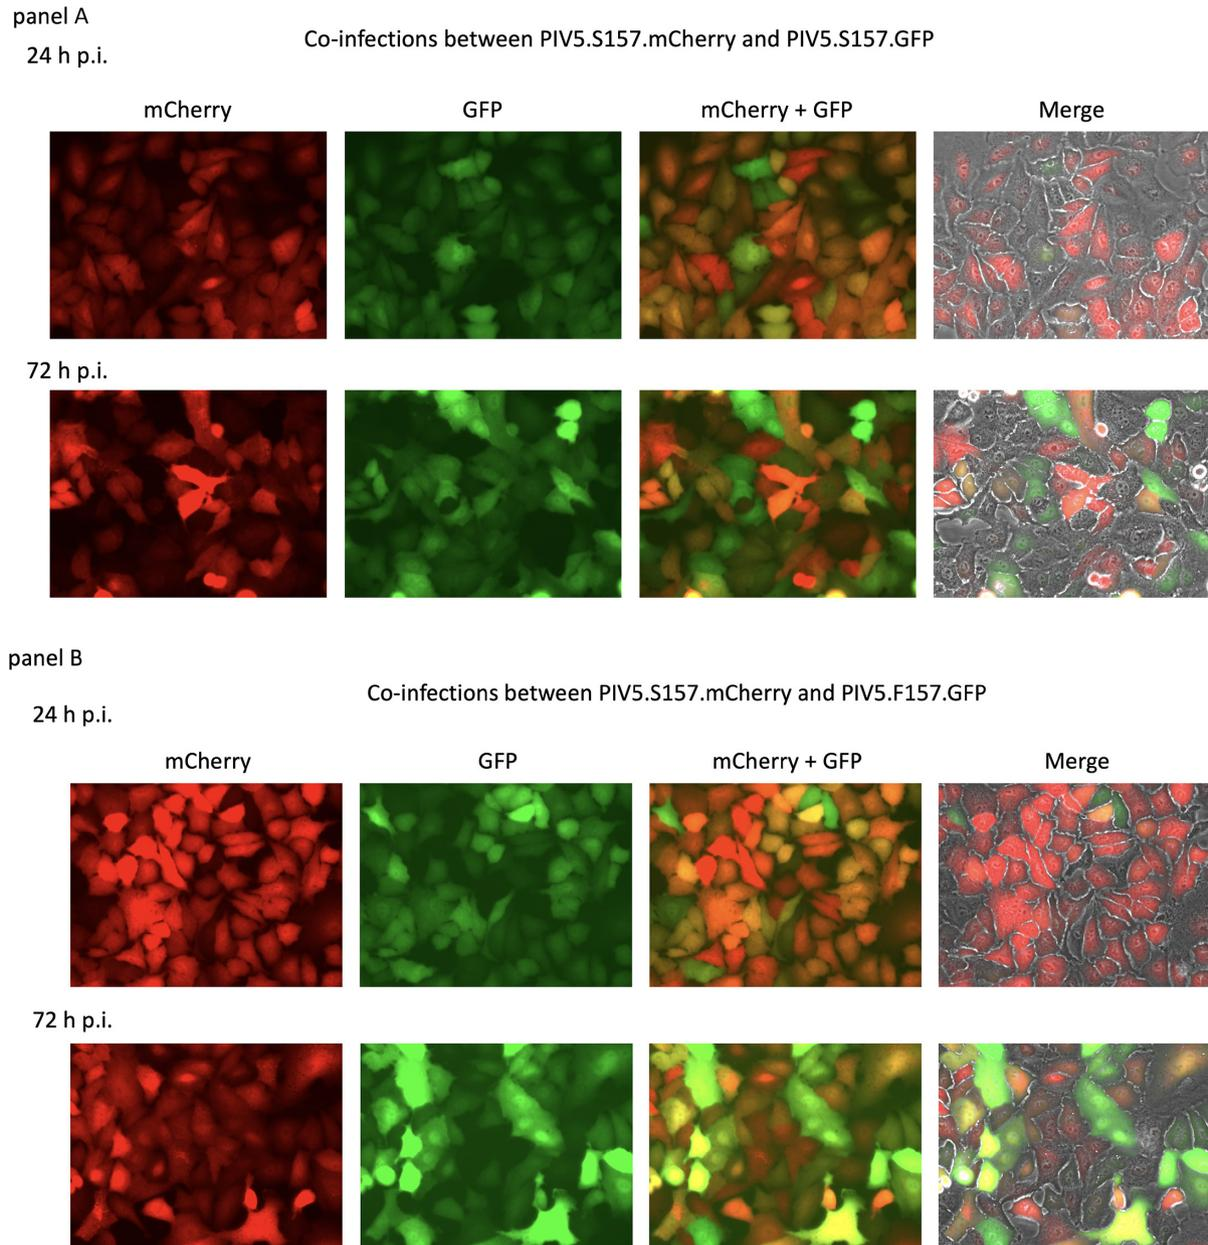 panel A
Co-infections between PIV5.S157.mCherry and PIV5.S157.GFP
24 h p.i.
mCherry GFP mCherry + GFP Merge
72 h p.i.
panel B
Co-infections between PIV5.S157.mCherry and PIV5.F157.GFP
24 h p.i.
mCherry GFP mCherry + GFP Merge
72 h p.i.